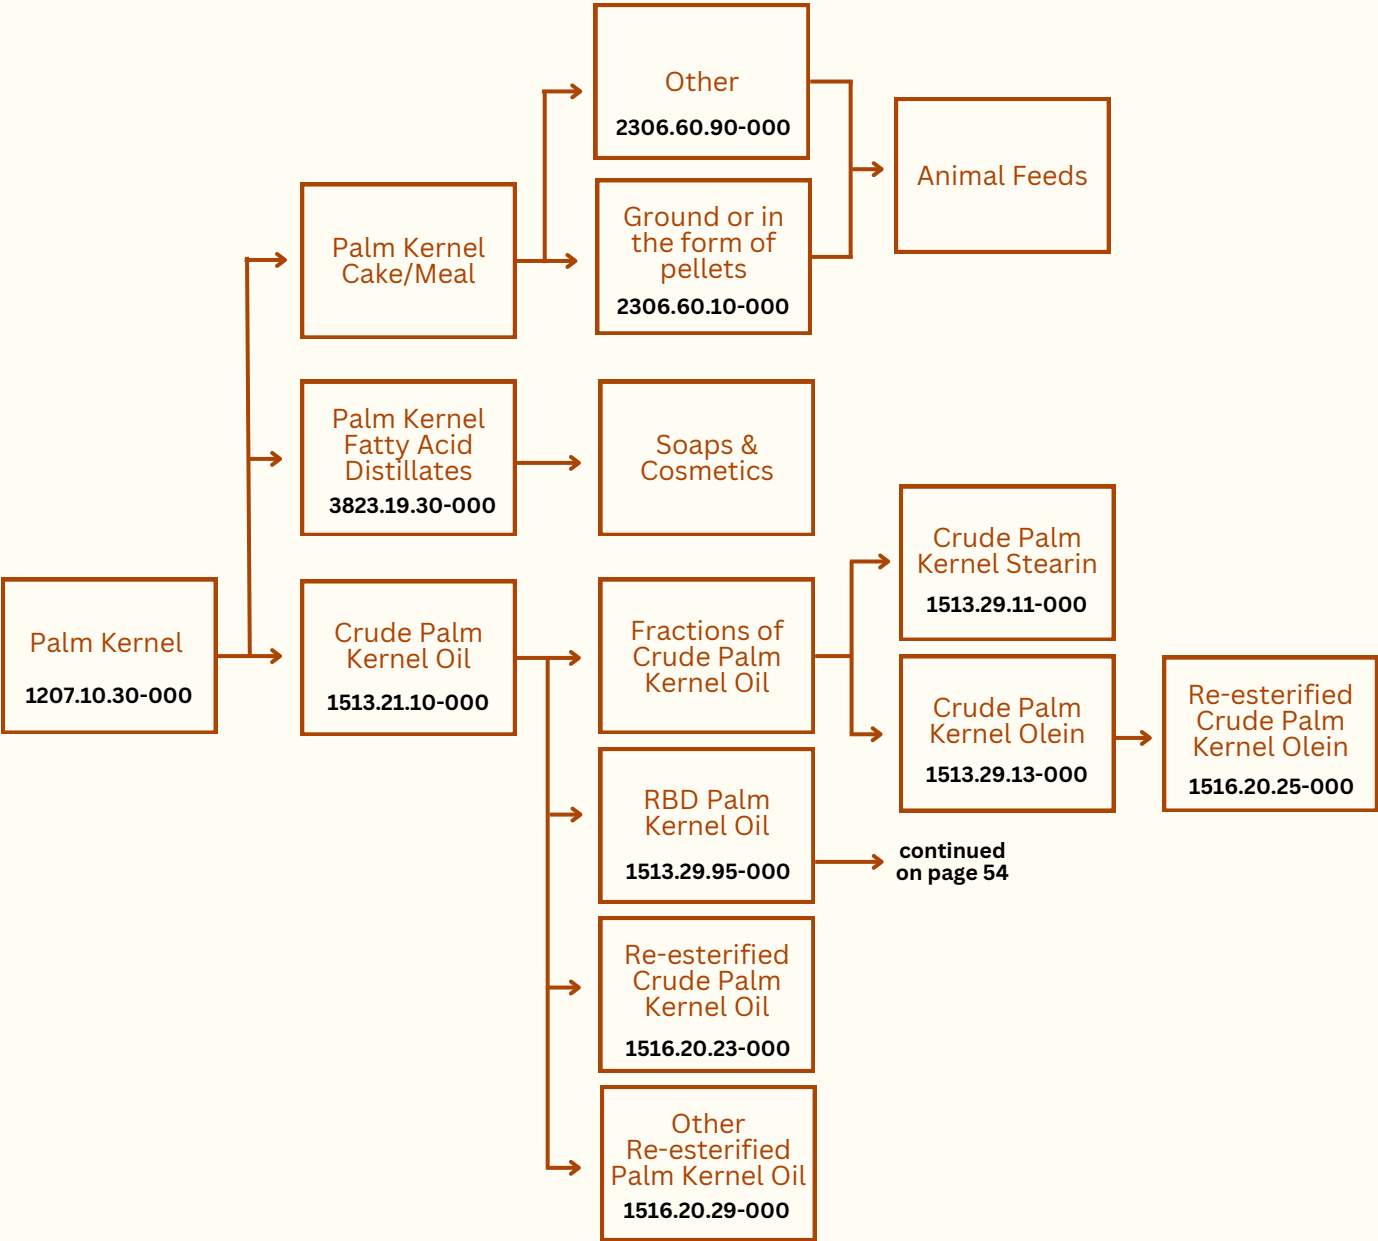 Other
2306.60.90-000
Animal Feeds
Ground or in
the form of
pellets
2306.60.10-000
Palm Kernel
Cake/Meal
Palm Kernel
Fatty Acid
Distillates
3823.19.30-000
Soaps &
Cosmetics
Crude Palm
Kernel Stearin
1513.29.11-000
Palm Kernel
1207.10.30-000
Crude Palm
Kernel Oil
1513.21.10-000
Fractions of
Crude Palm
Kernel Oil
Crude Palm
Kernel Olein
1513.29.13-000
Re-esterified
Crude Palm
Kernel Olein
1516.20.25-000
RBD Palm
Kernel Oil
1513.29.95-000
continued
on page 54
Re-esterified
Crude Palm
Kernel Oil
1516.20.23-000
Other
Re-esterified
Palm Kernel Oil
1516.20.29-000